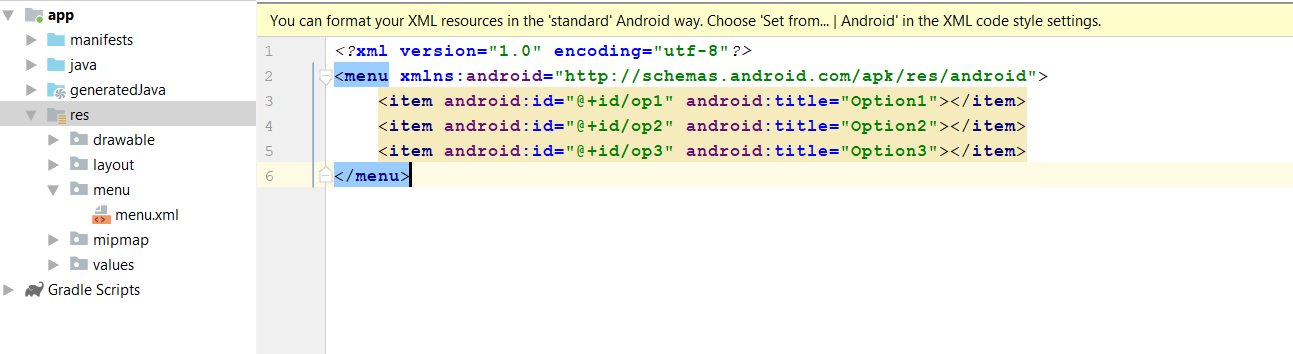 app
manifests
java
generatedJava
res
drawable
layout
menu
menu.xml
mipmap
values
Gradle Scripts
You can format your XML resources in the 'standard' Android way. Choose 'Set from... | Android' in the XML code style settings.
1 <?xml version="1.0" encoding="utf-8"?>
2 <menu xmlns:android="http://schemas.android.com/apk/res/android">
3 <item android:id="@+id/op1" android:title="Option1"></item>
4 <item android:id="@+id/op2" android:title="Option2"></item>
5 <item android:id="@+id/op3" android:title="Option3"></item>
6 </menu>